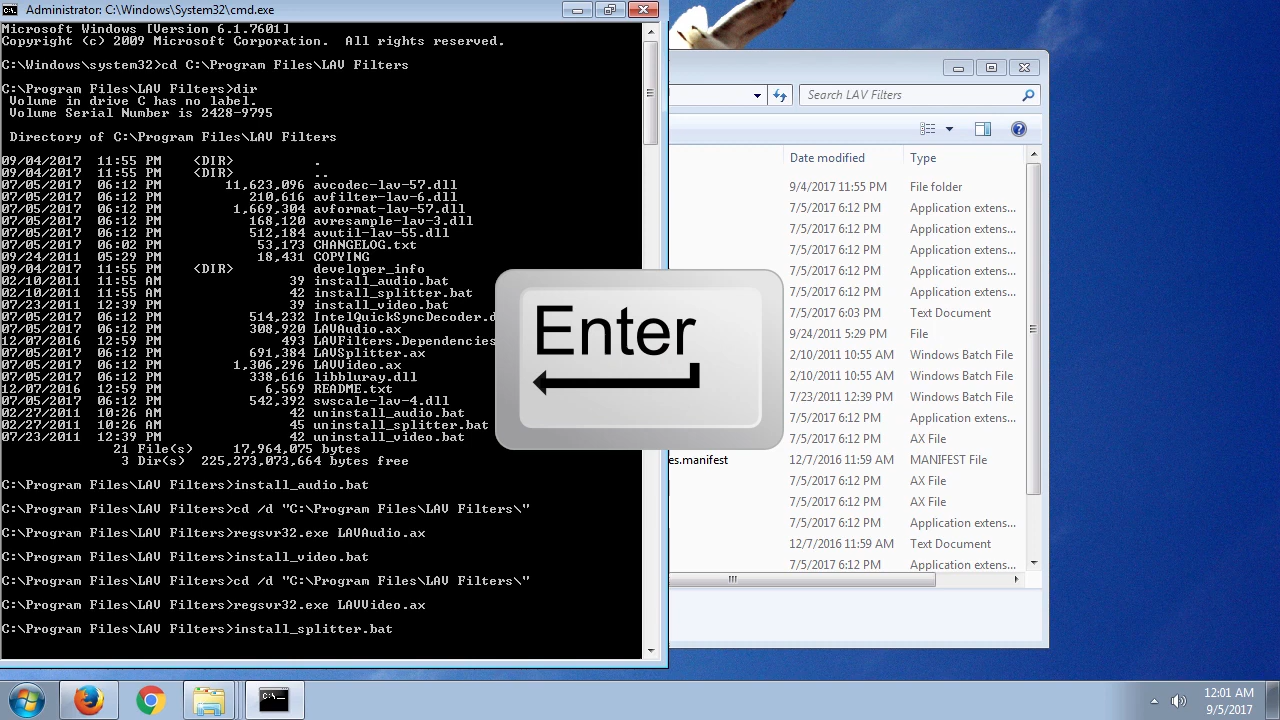 Administrator: C:\Windows\System32\cmd.exe
Microsoft Windows [Version 6.1.7601]
Copyright (c) 2009 Microsoft Corporation.  All rights reserved.
C:\Windows\system32>cd C:\Program Files\LAV Filters
C:\Program Files\LAV Filters>dir
Volume in drive C has no label.
Volume Serial Number is 2428-9795
Directory of C:\Program Files\LAV Filters
09/04/2017  11:55 PM    <DIR>          .
09/04/2017  11:55 PM    <DIR>          ..
07/05/2017  06:12 PM        11,623,096 avcodec-lav-57.dll
07/05/2017  06:12 PM           210,616 avfilter-lav-6.dll
07/05/2017  06:12 PM         1,669,304 avformat-lav-57.dll
07/05/2017  06:12 PM           168,120 avresample-lav-3.dll
07/05/2017  06:12 PM           512,184 avutil-lav-55.dll
07/05/2017  06:02 PM            53,173 CHANGELOG.txt
09/24/2011  05:29 PM            18,431 COPYING
09/04/2017  11:55 PM    <DIR>          developer_info
02/10/2011  11:55 AM                39 install_audio.bat
02/10/2011  11:55 AM                42 install_splitter.bat
07/23/2011  12:39 PM                39 install_video.bat
07/05/2017  06:12 PM           514,232 IntelQuickSyncDecoder.d
07/05/2017  06:12 PM           308,920 LAVAudio.ax
12/07/2016  12:59 PM               493 LAVFilters.Dependencies
07/05/2017  06:12 PM           691,384 LAVSplitter.ax
07/05/2017  06:12 PM         1,306,296 LAVVideo.ax
07/05/2017  06:12 PM           338,616 libbluray.dll
12/07/2016  12:59 PM             6,569 README.txt
07/05/2017  06:12 PM           542,392 swscale-lav-4.dll
02/27/2011  10:26 AM                42 uninstall_audio.bat
02/27/2011  10:26 AM                45 uninstall_splitter.bat
07/23/2011  12:39 PM                42 uninstall_video.bat
21 File(s)     17,964,075 bytes
3 Dir(s)  225,273,073,664 bytes free
C:\Program Files\LAV Filters>install_audio.bat
C:\Program Files\LAV Filters>cd /d "C:\Program Files\LAV Filters\"
C:\Program Files\LAV Filters>regsvr32.exe LAVAudio.ax
C:\Program Files\LAV Filters>install_video.bat
C:\Program Files\LAV Filters>cd /d "C:\Program Files\LAV Filters\"
C:\Program Files\LAV Filters>regsvr32.exe LAVVideo.ax
C:\Program Files\LAV Filters>install_splitter.bat
Enter
Search LAV Filters
Date modified Type
9/4/2017 11:55 PM File folder
7/5/2017 6:12 PM Application extens...
7/5/2017 6:12 PM Application extens...
7/5/2017 6:12 PM Application extens...
7/5/2017 6:12 PM Application extens...
7/5/2017 6:12 PM Application extens...
7/5/2017 6:03 PM Text Document
9/24/2011 5:29 PM File
2/10/2011 10:55 AM Windows Batch File
2/10/2011 10:55 AM Windows Batch File
7/23/2011 12:39 PM Windows Batch File
7/5/2017 6:12 PM Application extens...
7/5/2017 6:12 PM AX File
es.manifest 12/7/2016 11:59 AM MANIFEST File
7/5/2017 6:12 PM AX File
7/5/2017 6:12 PM AX File
7/5/2017 6:12 PM Application extens...
12/7/2016 11:59 AM Text Document
7/5/2017 6:12 PM Application extens...
12:01 AM
9/5/2017